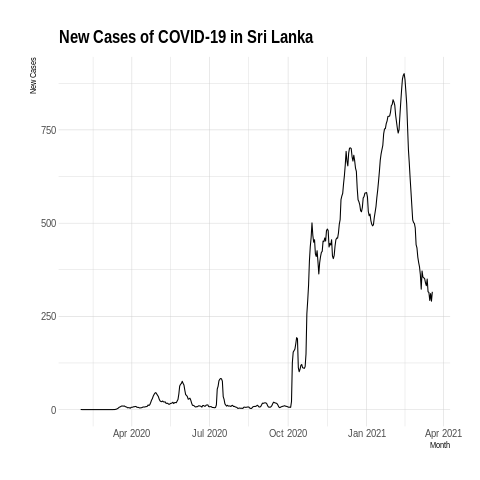 New Cases of COVID-19 in Sri Lanka
New Cases
750
500
250
0
Apr 2020 Jul 2020 Oct 2020 Jan 2021 Apr 2021
Month